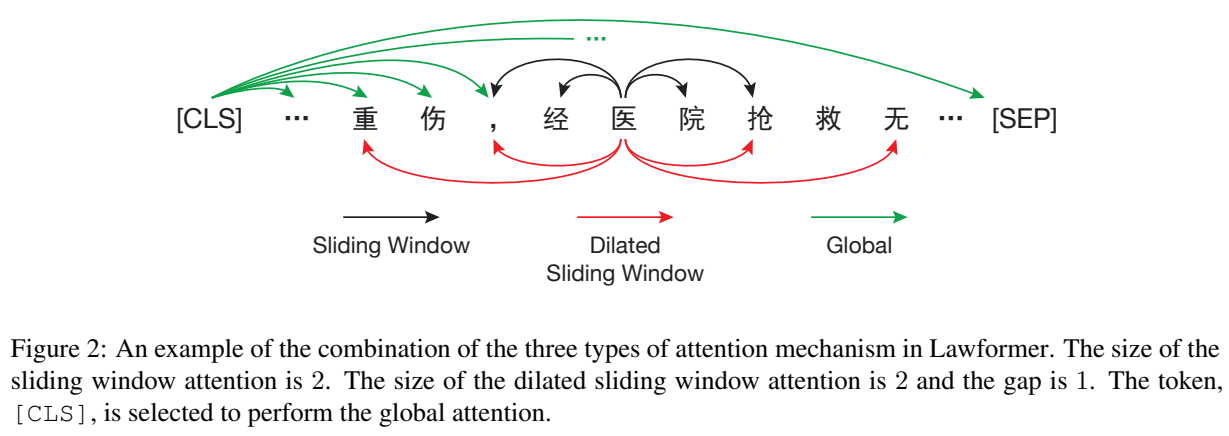 ...
[CLS] ... 重 伤 , 经 医 院 抢 救 无 ... [SEP]
Sliding Window
Dilated
Sliding Window
Global
Figure 2: An example of the combination of the three types of attention mechanism in Lawformer. The size of the
sliding window attention is 2. The size of the dilated sliding window attention is 2 and the gap is 1. The token,
[CLS], is selected to perform the global attention.